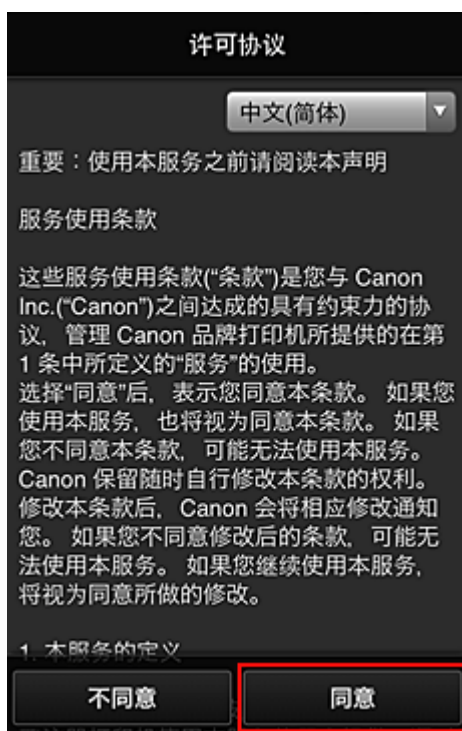 许可协议
中文(简体)
重要：使用本服务之前请阅读本声明
服务使用条款
这些服务使用条款(“条款”)是您与 Canon
Inc.(“Canon”)之间达成的具有约束力的协
议，管理 Canon 品牌打印机所提供的在第
1 条中所定义的“服务”的使用。
选择“同意”后，表示您同意本条款。 如果您
使用本服务，也将视为同意本条款。 如果
您不同意本条款，可能无法使用本服务。
Canon 保留随时自行修改本条款的权利。
修改本条款后，Canon 会将相应修改通知
您。 如果您不同意修改后的条款，可能无
法使用本服务。 如果您继续使用本服务，
将视为同意所做的修改。
1. 本服务的定义
不同意
同意